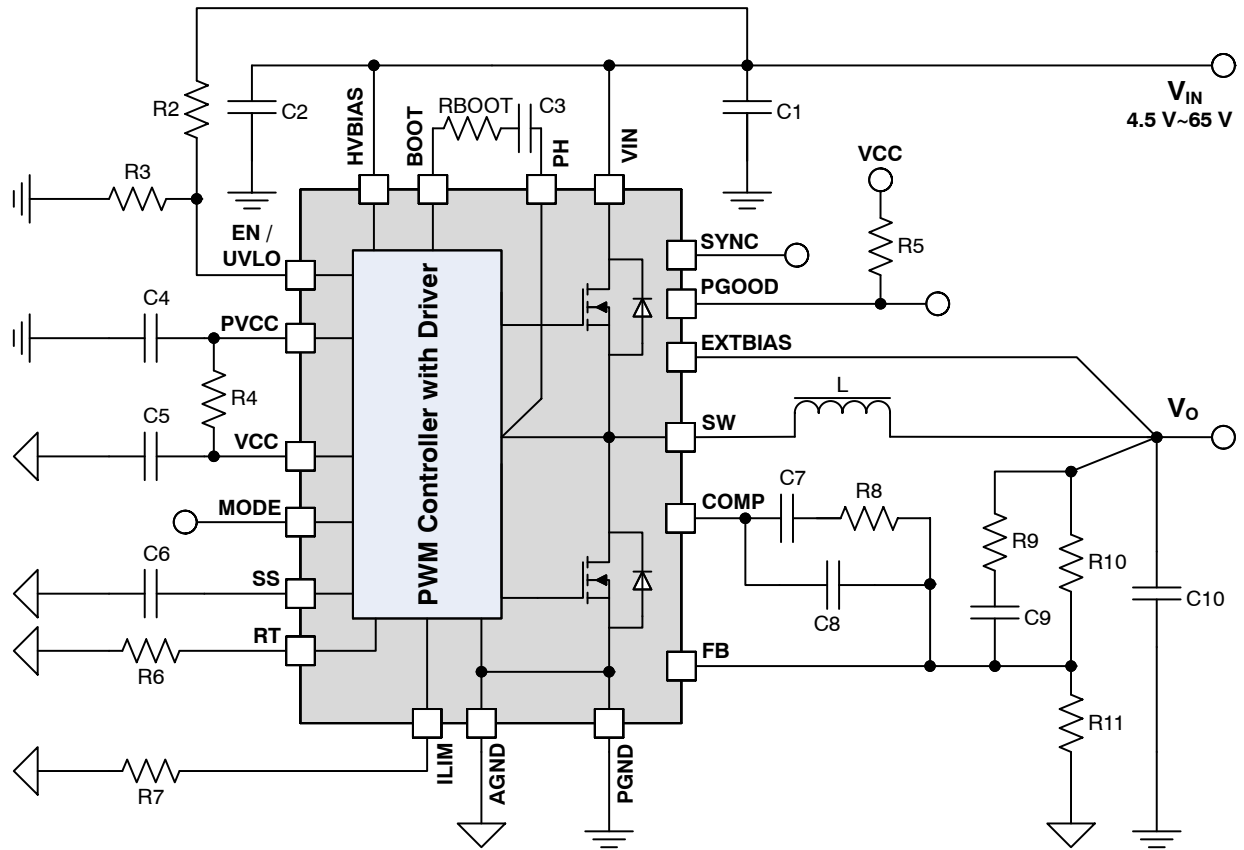 R2
C2
HVBIAS
BOOT
RBOOT
C3
PH
VIN
C1
VIN
4.5 V~65 V
VCC
R3
EN /
UVLO
SYNC
R5
PGOOD
C4
PVCC
EXTBIAS
R4
L
VO
C5
VCC
SW
PWM Controller with Driver
MODE
COMP
C7
R8
C6
SS
R9
R10
C8
C9
C10
RT
R6
FB
R11
R7
ILIM
AGND
PGND